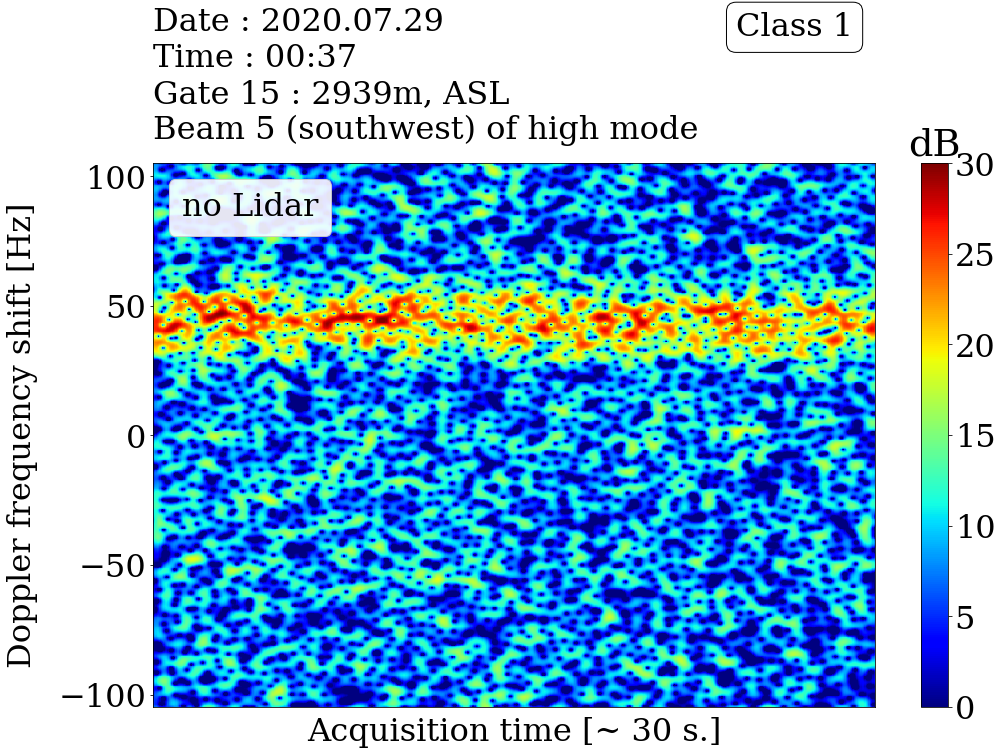 Date : 2020.07.29
Time : 00:37
Gate 15 : 2939m, ASL
Beam 5 (southwest) of high mode
Class 1
no Lidar
dB
Doppler frequency shift [Hz]
100
50
0
−50
−100
Acquisition time [~ 30 s.]
30
25
20
15
10
5
0